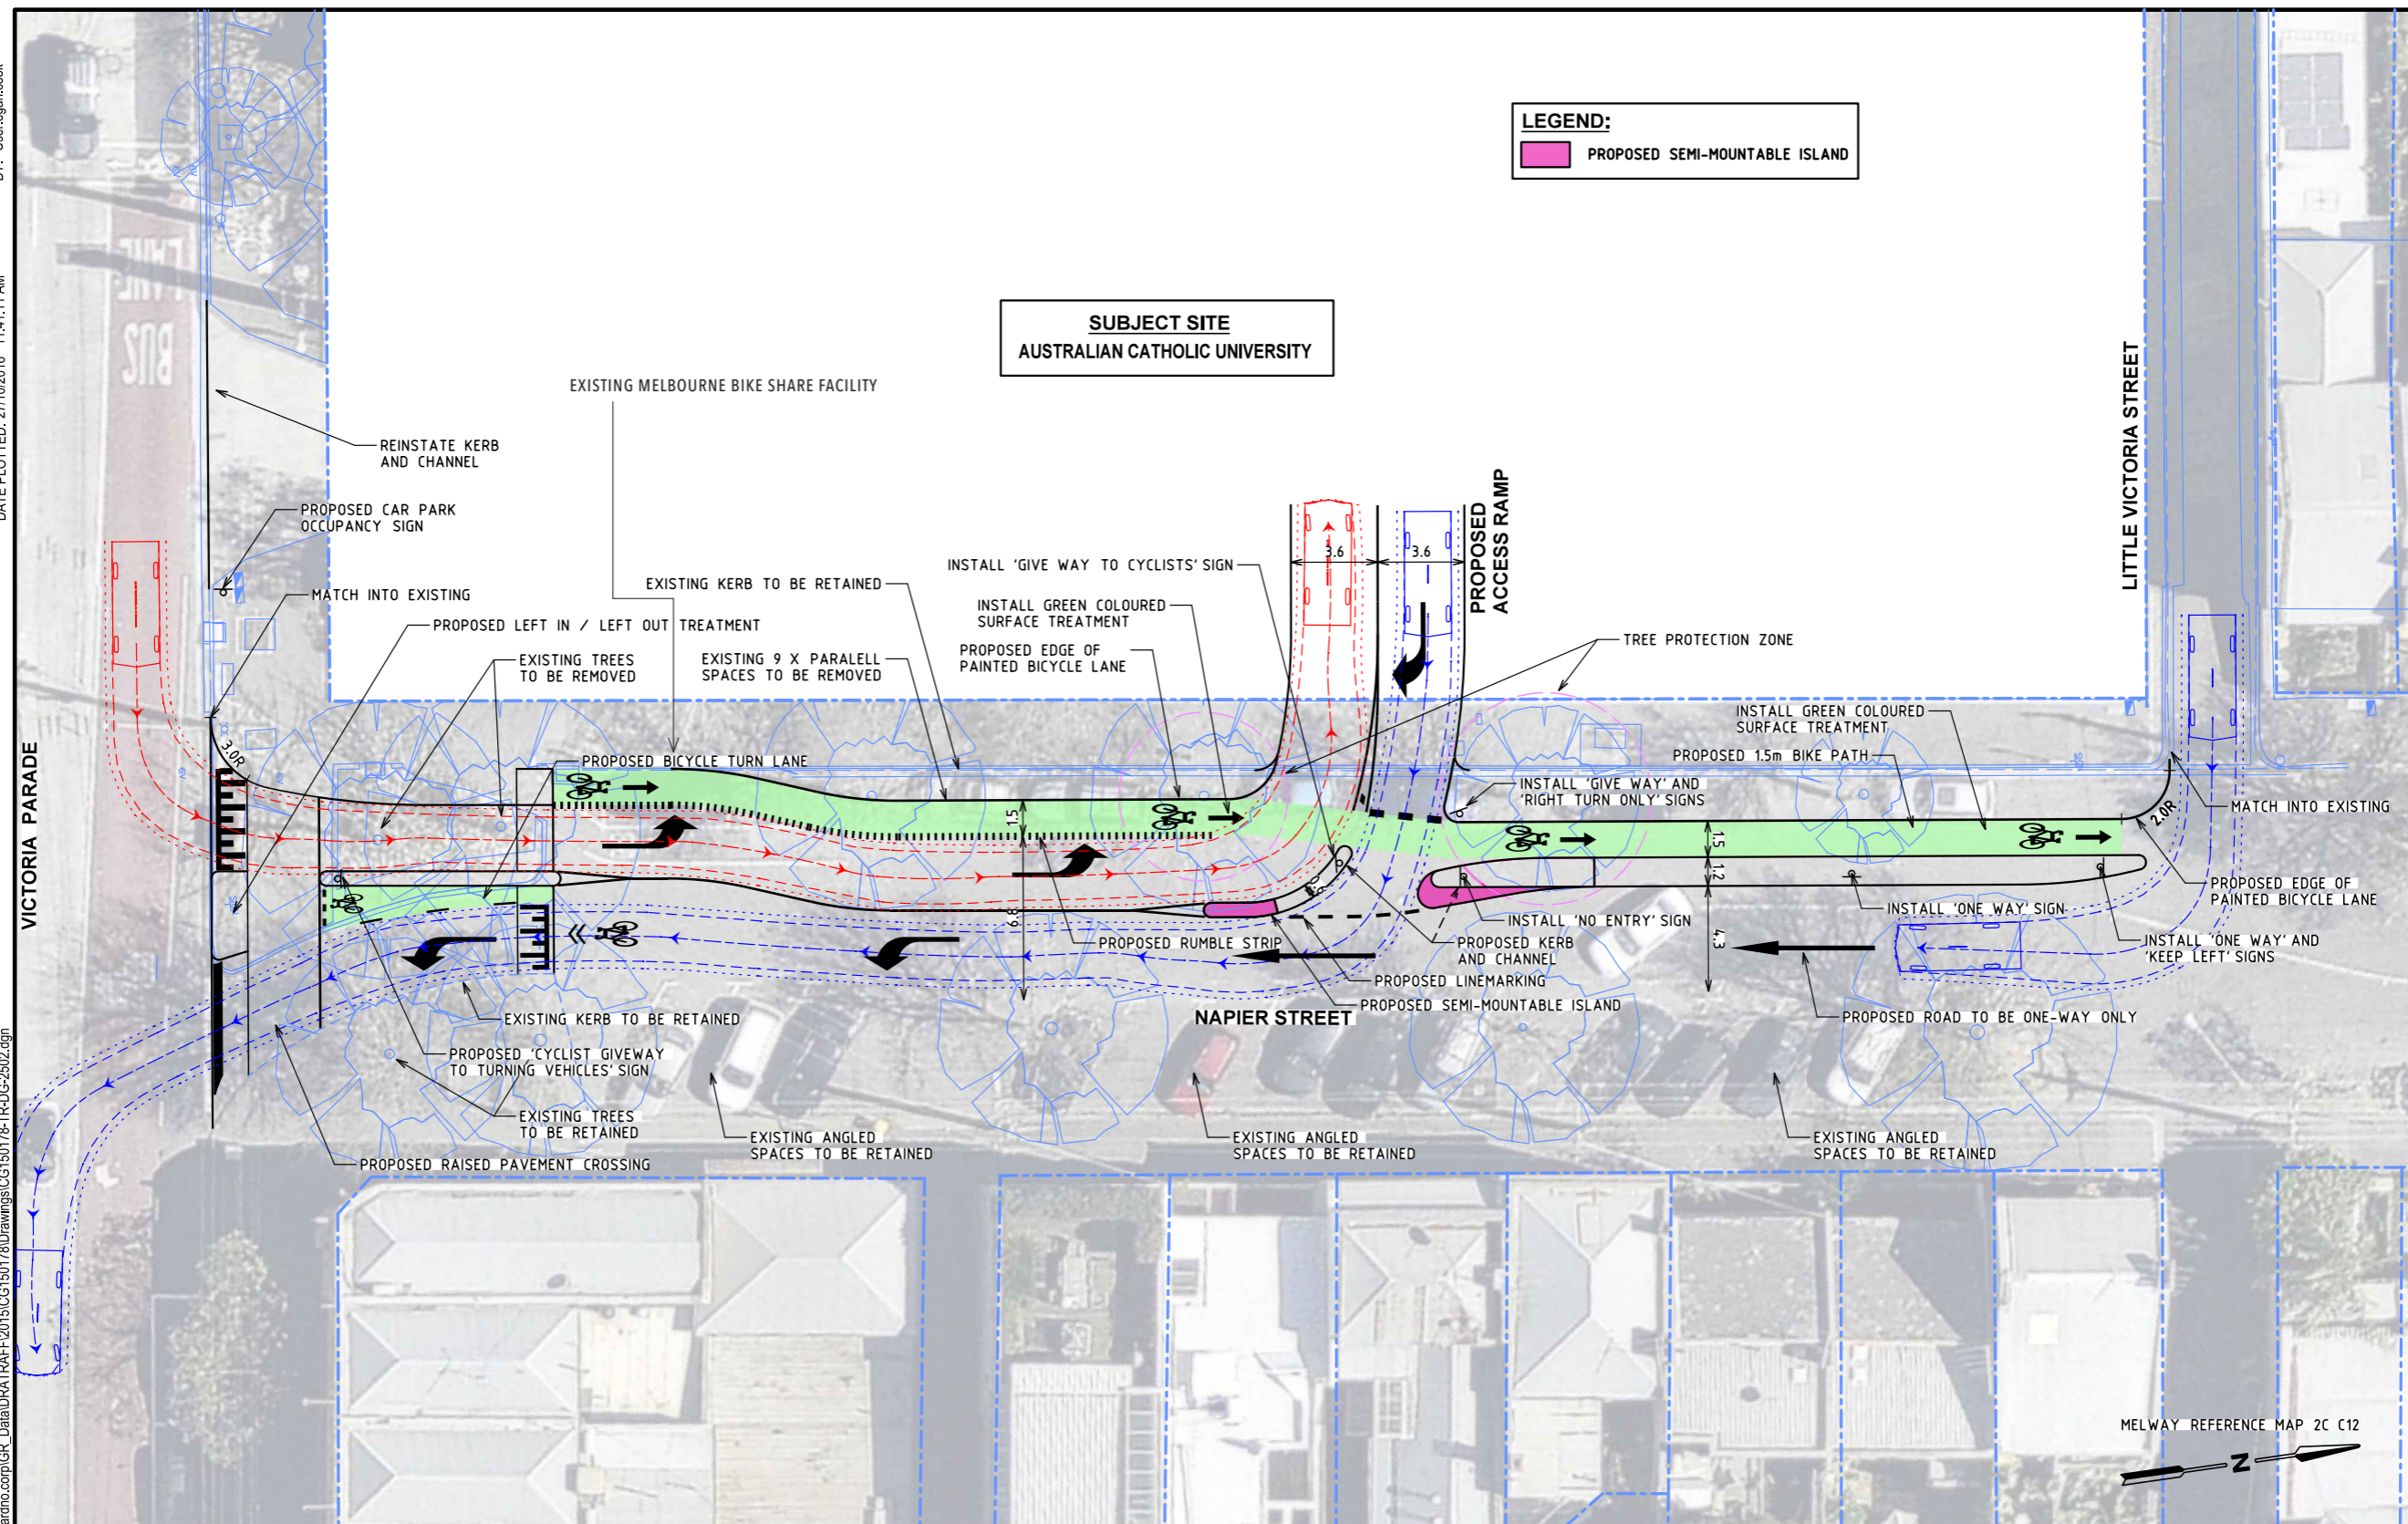 LEGEND:
PROPOSED SEMI-MOUNTABLE ISLAND
SUBJECT SITE
AUSTRALIAN CATHOLIC UNIVERSITY
EXISTING MELBOURNE BIKE SHARE FACILITY
REINSTATE KERB
AND CHANNEL
PROPOSED CAR PARK
OCCUPANCY SIGN
MATCH INTO EXISTING
PROPOSED LEFT IN / LEFT OUT TREATMENT
EXISTING TREES
TO BE REMOVED
EXISTING KERB TO BE RETAINED
EXISTING 9 X PARALELL
SPACES TO BE REMOVED
INSTALL 'GIVE WAY TO CYCLISTS' SIGN
INSTALL GREEN COLOURED
SURFACE TREATMENT
PROPOSED EDGE OF
PAINTED BICYCLE LANE
3.6
3.6
PROPOSED
ACCESS RAMP
TREE PROTECTION ZONE
LITTLE VICTORIA STREET
VICTORIA PARADE
BUS
LANE
3.0R
PROPOSED BICYCLE TURN LANE
INSTALL GREEN COLOURED
SURFACE TREATMENT
PROPOSED 1.5m BIKE PATH
INSTALL 'GIVE WAY' AND
'RIGHT TURN ONLY' SIGNS
MATCH INTO EXISTING
2.0R
1.5
1.5
1.2
6.8
4.3
PROPOSED EDGE OF
PAINTED BICYCLE LANE
INSTALL 'ONE WAY' SIGN
INSTALL 'NO ENTRY' SIGN
PROPOSED RUMBLE STRIP
PROPOSED KERB
AND CHANNEL
INSTALL 'ONE WAY' AND
'KEEP LEFT' SIGNS
PROPOSED LINEMARKING
PROPOSED SEMI-MOUNTABLE ISLAND
NAPIER STREET
PROPOSED ROAD TO BE ONE-WAY ONLY
EXISTING KERB TO BE RETAINED
PROPOSED 'CYCLIST GIVEWAY
TO TURNING VEHICLES' SIGN
EXISTING TREES
TO BE RETAINED
EXISTING ANGLED
SPACES TO BE RETAINED
EXISTING ANGLED
SPACES TO BE RETAINED
EXISTING ANGLED
SPACES TO BE RETAINED
PROPOSED RAISED PAVEMENT CROSSING
MELWAY REFERENCE MAP 2C C12
N